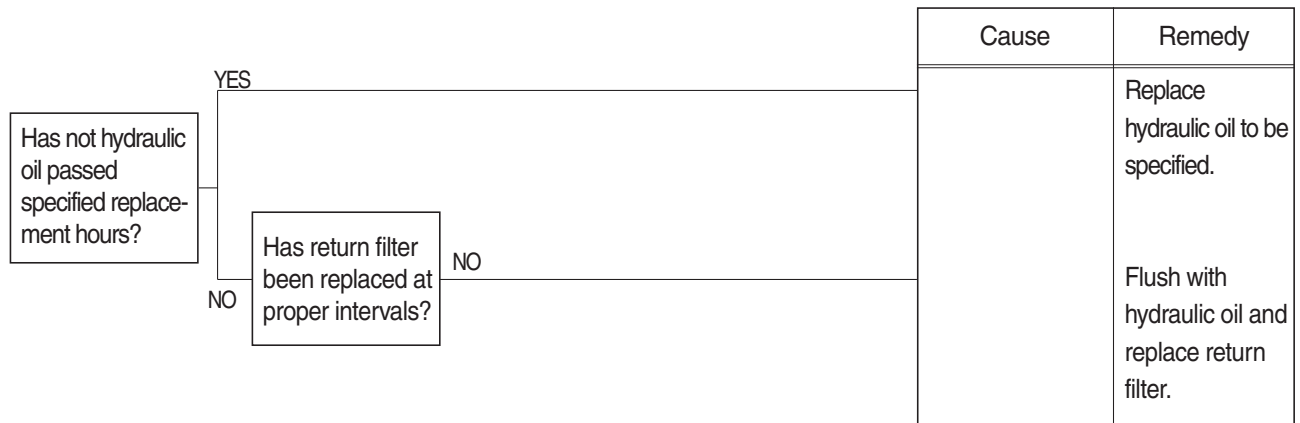 Cause
Remedy
YES
Replace
hydraulic oil to be
specified.
Has not hydraulic
oil passed
specified replace-
ment hours?
Has return filter
been replaced at
proper intervals?
NO
NO
Flush with
hydraulic oil and
replace return
filter.